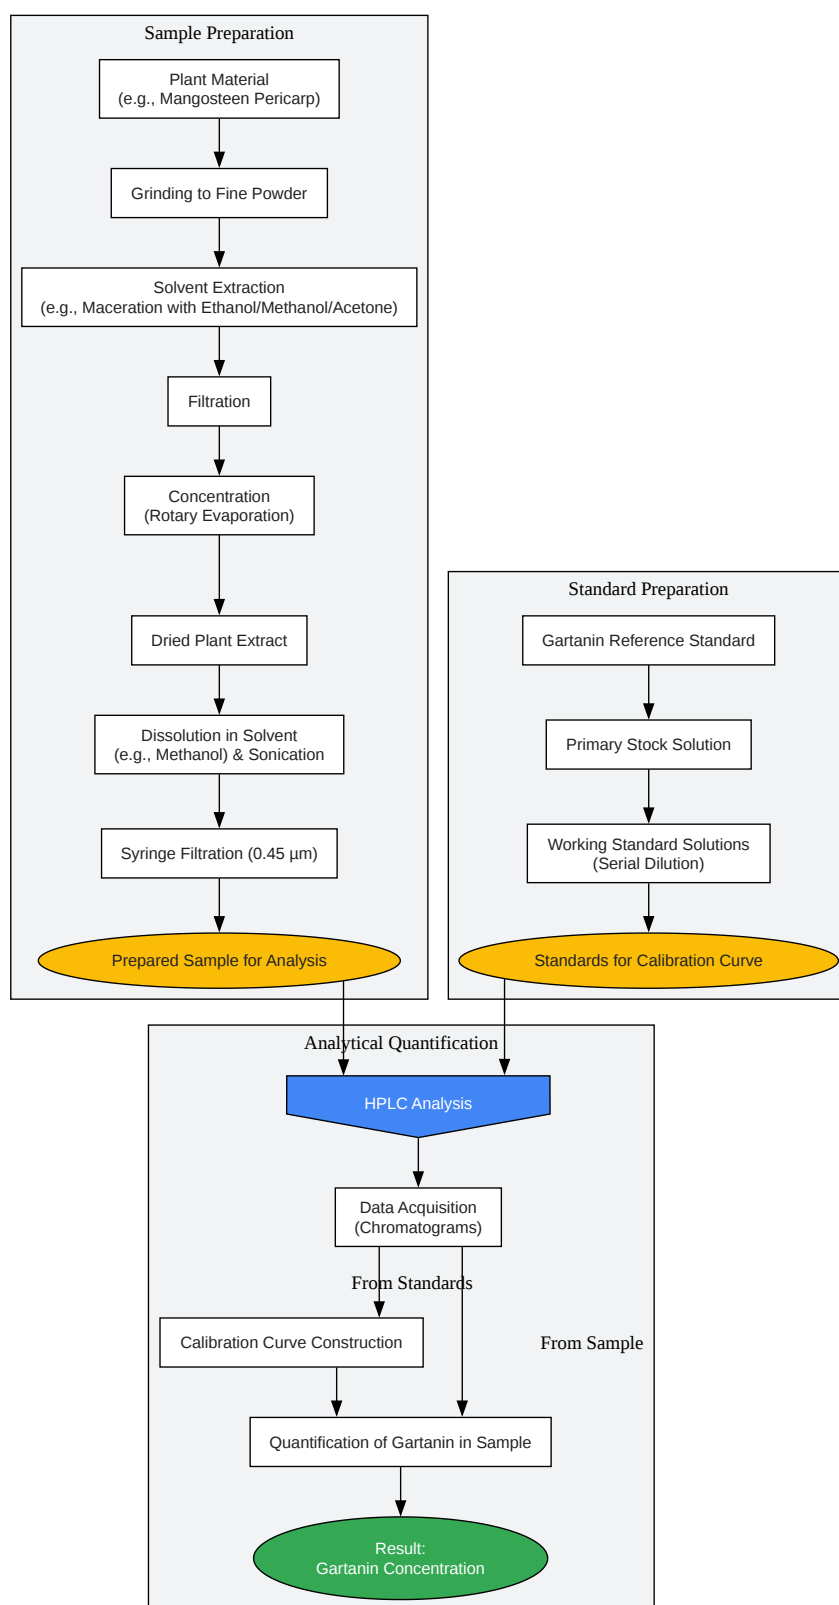 Sample Preparation
Plant Material
(e.g., Mangosteen Pericarp)
Grinding to Fine Powder
Solvent Extraction
(e.g., Maceration with Ethanol/Methanol/Acetone)
Filtration
Concentration
(Rotary Evaporation)
Dried Plant Extract
Dissolution in Solvent
(e.g., Methanol) & Sonication
Syringe Filtration (0.45 µm)
Prepared Sample for Analysis
Standard Preparation
Gartanin Reference Standard
Primary Stock Solution
Working Standard Solutions
(Serial Dilution)
Standards for Calibration Curve
Analytical Quantification
HPLC Analysis
Data Acquisition
(Chromatograms)
From Standards
Calibration Curve Construction
From Sample
Quantification of Gartanin in Sample
Result:
Gartanin Concentration